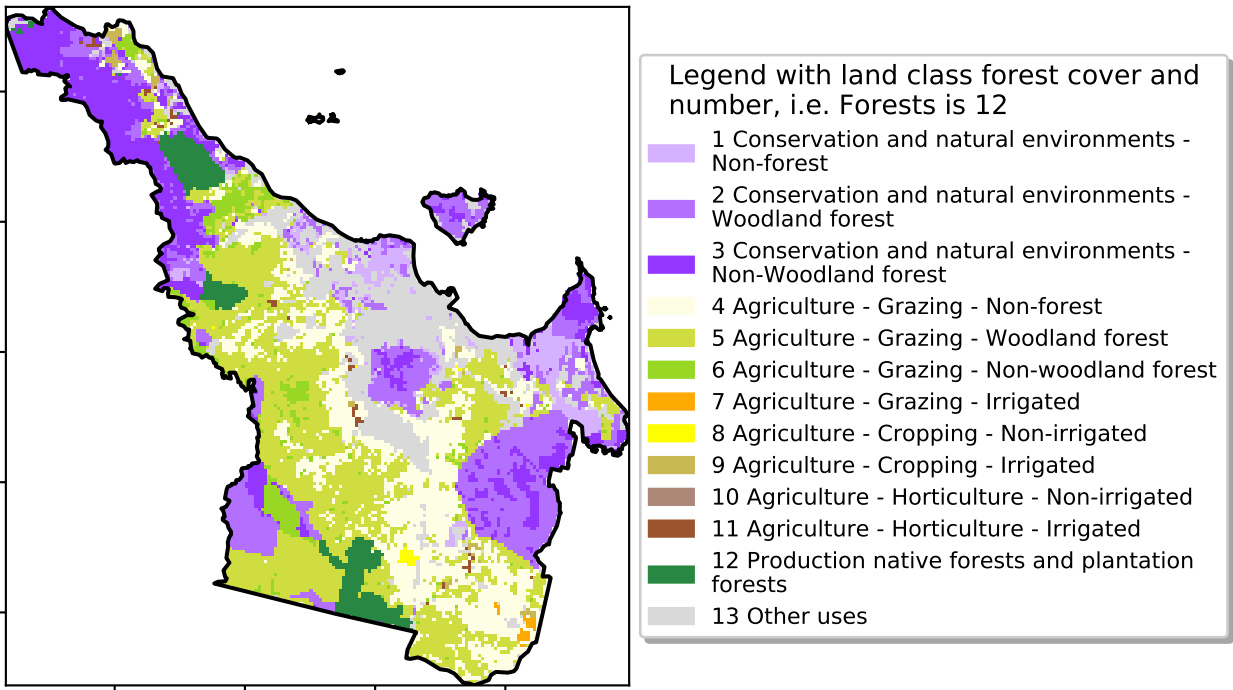 Legend with land class forest cover and
number, i.e. Forests is 12
1 Conservation and natural environments -
Non-forest
2 Conservation and natural environments -
Woodland forest
3 Conservation and natural environments -
Non-Woodland forest
4 Agriculture - Grazing - Non-forest
5 Agriculture - Grazing - Woodland forest
6 Agriculture - Grazing - Non-woodland forest
7 Agriculture - Grazing - Irrigated
8 Agriculture - Cropping - Non-irrigated
9 Agriculture - Cropping - Irrigated
10 Agriculture - Horticulture - Non-irrigated
11 Agriculture - Horticulture - Irrigated
12 Production native forests and plantation
forests
13 Other uses